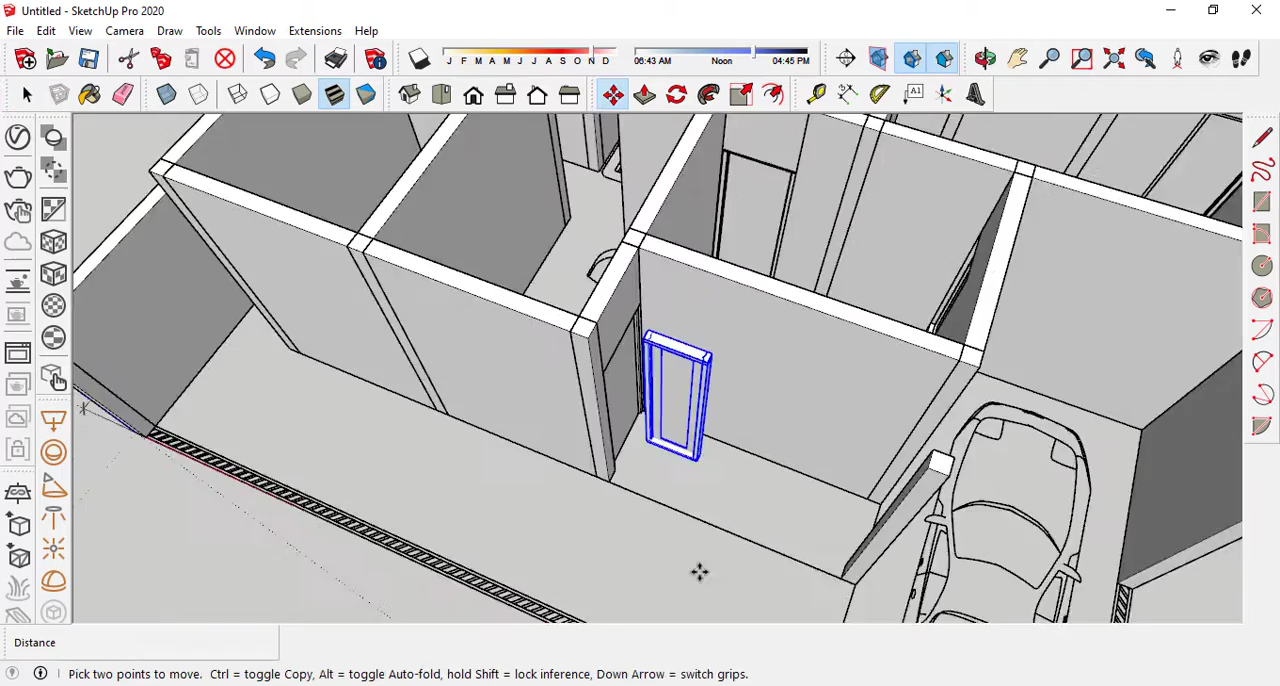 Untitled - SketchUp Pro 2020
File Edit View Camera Draw Tools Window Extensions Help
J F M A M J J A S O N D 06:43 AM Noon 04:45 PM
A1
Distance
Pick two points to move. Ctrl = toggle Copy, Alt = toggle Auto-fold, hold Shift = lock inference, Down Arrow = switch grips.